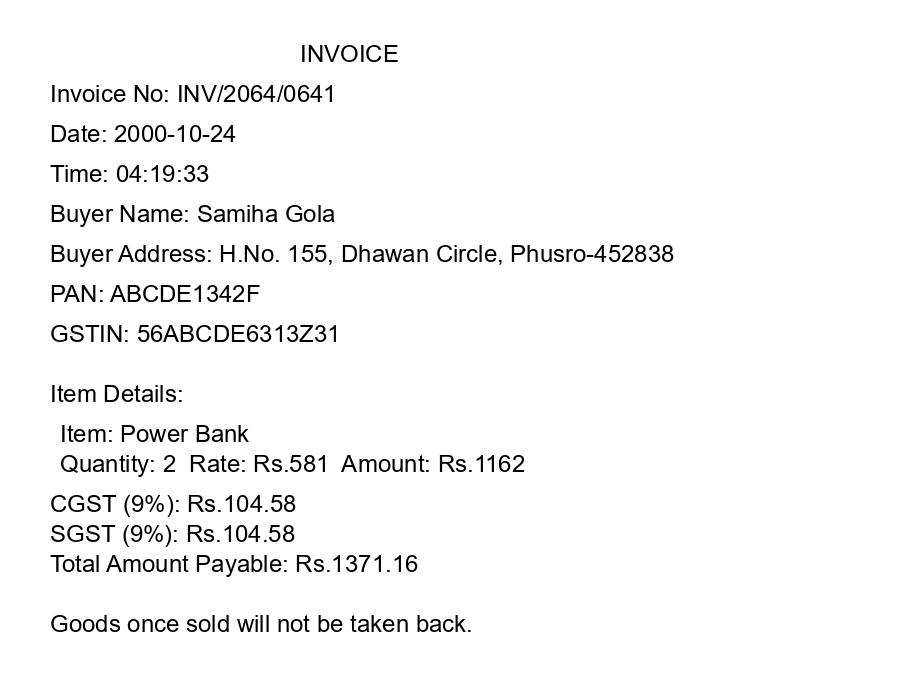 INVOICE
Invoice No: INV/2064/0641
Date: 2000-10-24
Time: 04:19:33
Buyer Name: Samiha Gola
Buyer Address: H.No. 155, Dhawan Circle, Phusro-452838
PAN: ABCDE1342F
GSTIN: 56ABCDE6313Z31
Item Details:
Item: Power Bank
Quantity: 2  Rate: Rs.581  Amount: Rs.1162
CGST (9%): Rs.104.58
SGST (9%): Rs.104.58
Total Amount Payable: Rs.1371.16
Goods once sold will not be taken back.